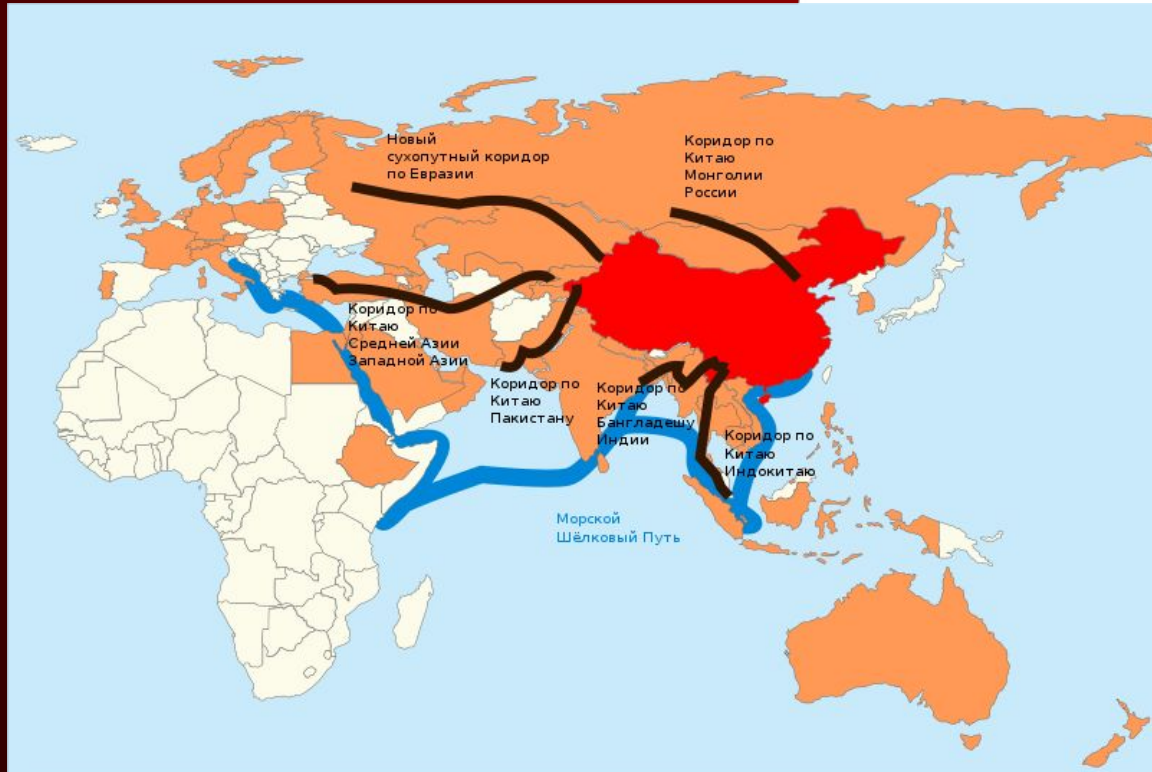 Новый
сухопутный коридор
по Евразии
Коридор по
Китаю
Монголии
России
Коридор по
Китаю
Средней Азии
Западной Азии
Коридор по
Китаю
Пакистану
Коридор по
Китаю
Бангладешу
Индии
Коридор по
Китаю
Индокитаю
Морской
Шёлковый Путь